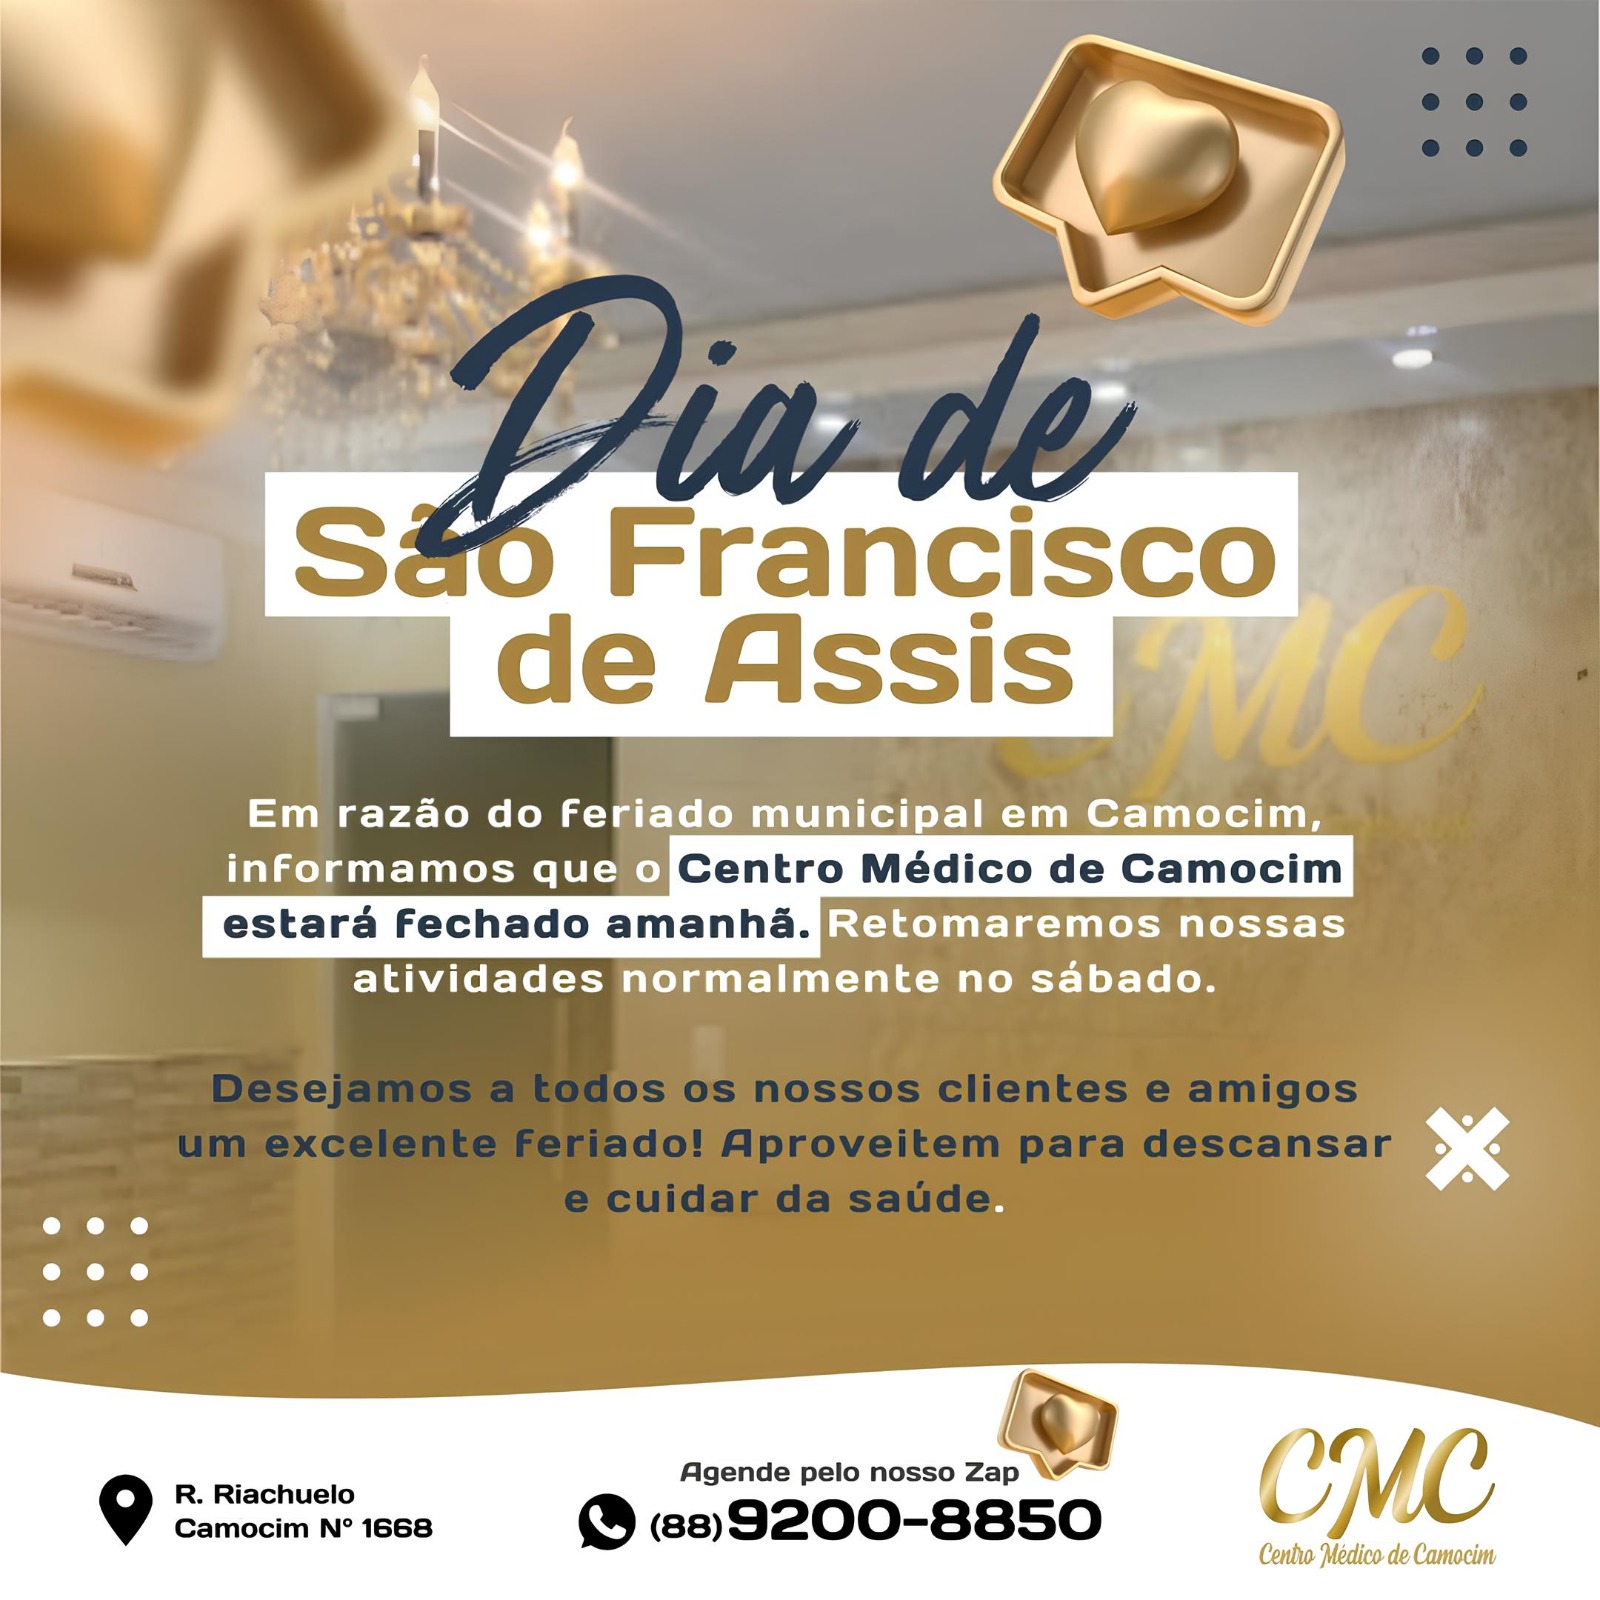 Dia de
São Francisco
de Assis
CMC
Em razão do feriado municipal em Camocim,
informamos que o Centro Médico de Camocim
estará fechado amanhã. Retomaremos nossas
atividades normalmente no sábado.
Desejamos a todos os nossos clientes e amigos
um excelente feriado! Aproveitem para descansar
e cuidar da saúde.
R. Riachuelo
Camocim N° 1668
Agende pelo nosso Zap
(88) 9200-8850
CMC
Centro Médico de Camocim